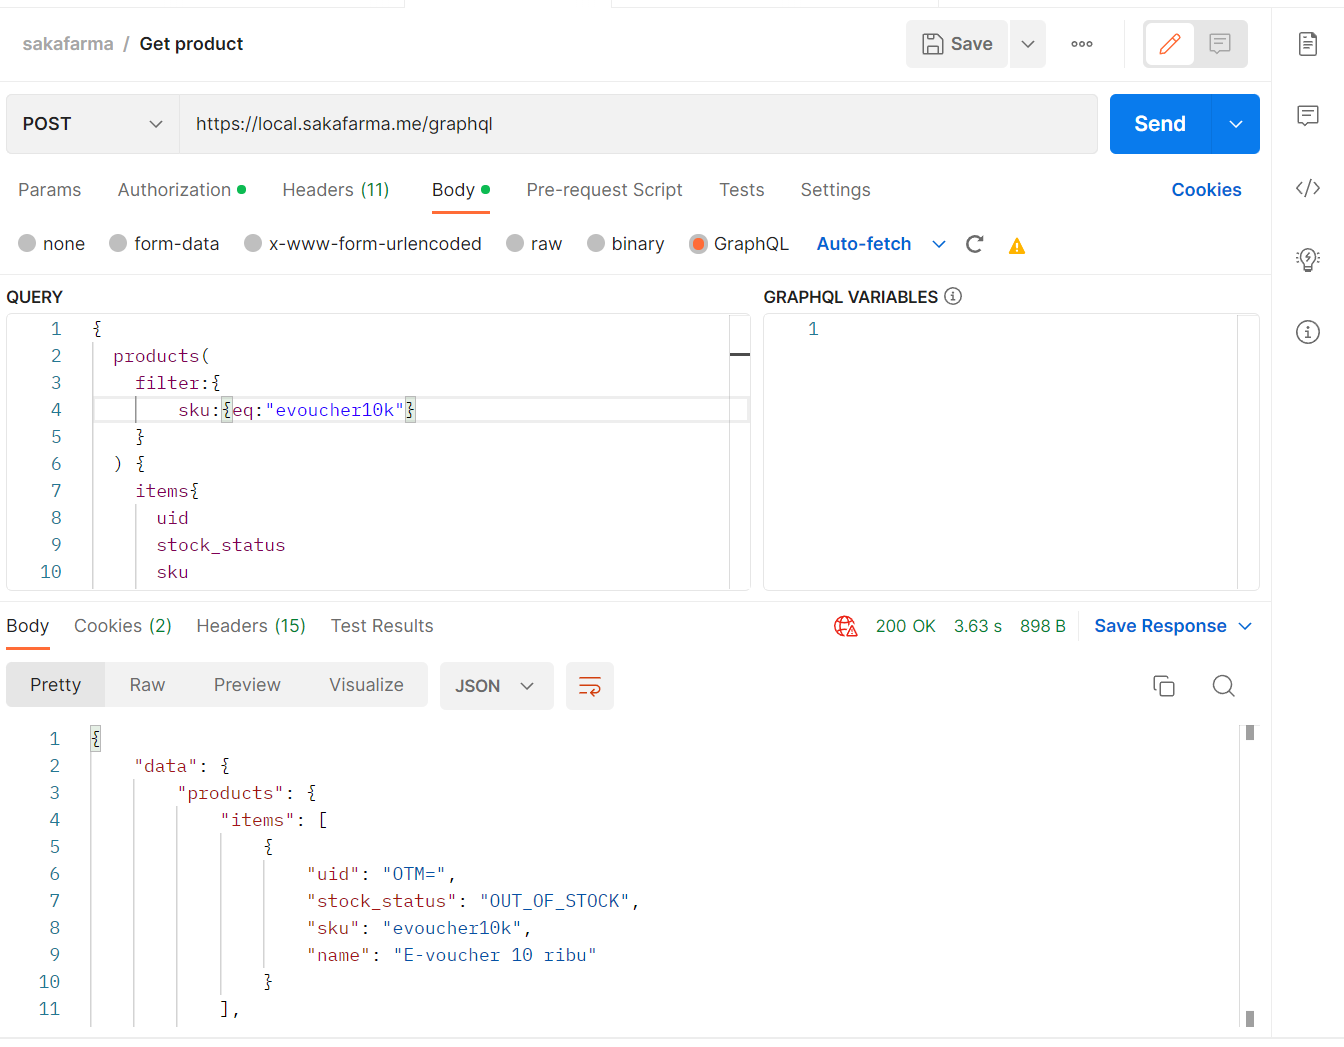 sakafarma / Get product
Save
POST
https://local.sakafarma.me/graphql
Send
Params Authorization Headers (11) Body Pre-request Script Tests Settings Cookies
none form-data x-www-form-urlencoded raw binary GraphQL Auto-fetch
QUERY
1 {
2 products(
3 filter:{
4 sku:{eq:"evoucher10k"}
5 }
6 ) {
7 items{
8 uid
9 stock_status
10 sku
GRAPHQL VARIABLES
1
Body Cookies (2) Headers (15) Test Results 200 OK 3.63 s 898 B Save Response
Pretty Raw Preview Visualize JSON
1 {
2 "data": {
3 "products": {
4 "items": [
5 {
6 "uid": "OTM=",
7 "stock_status": "OUT_OF_STOCK",
8 "sku": "evoucher10k",
9 "name": "E-voucher 10 ribu"
10 }
11 ],